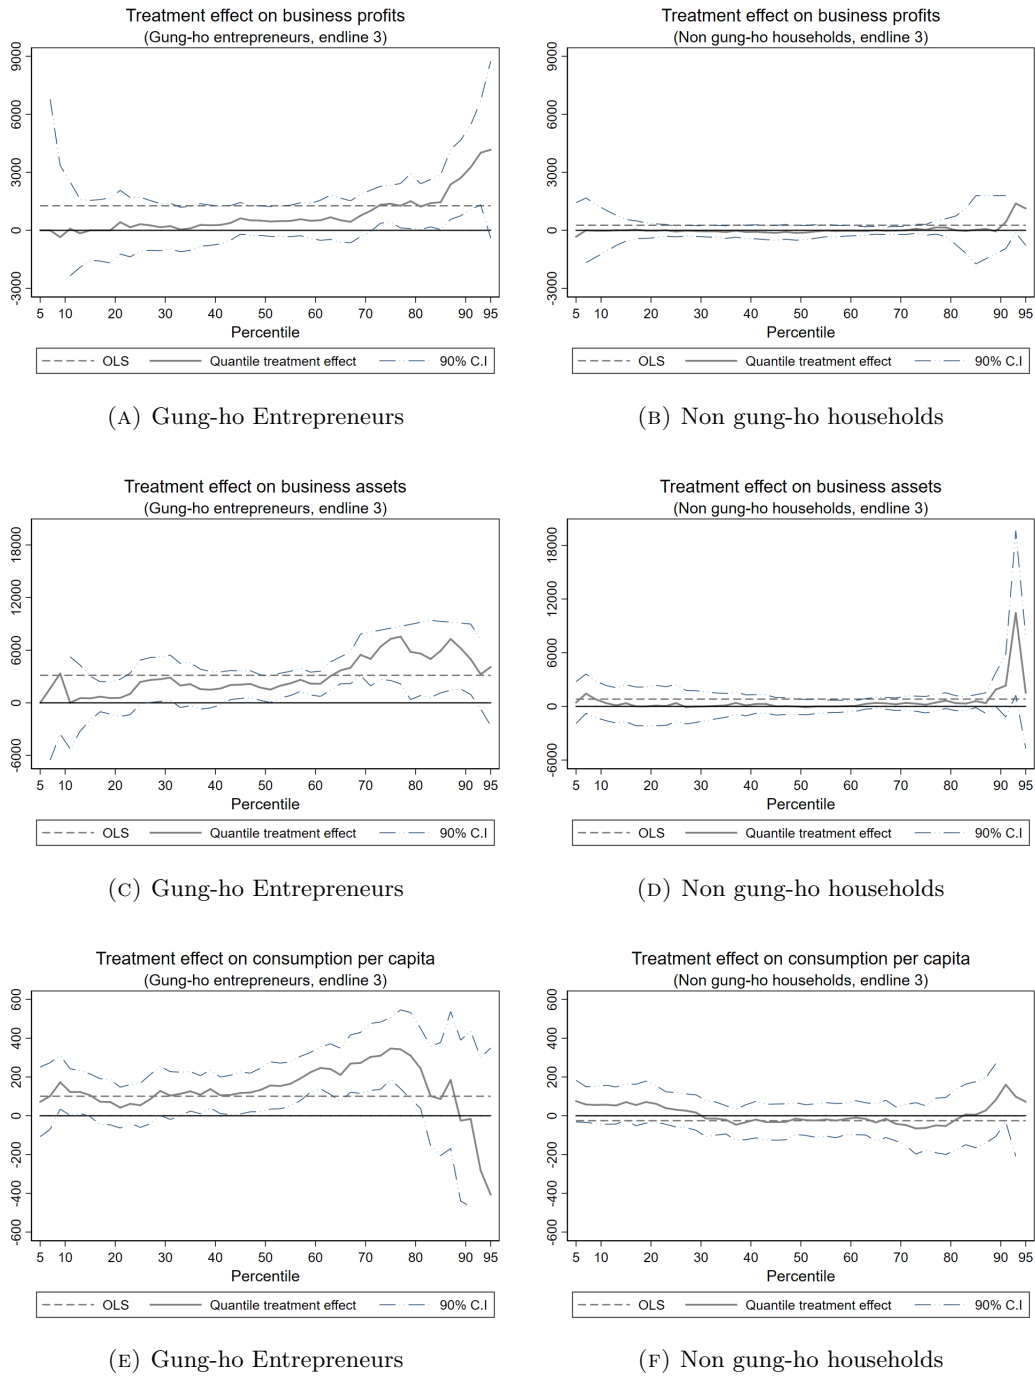 Treatment effect on business profits
(Gung-ho entrepreneurs, endline 3)
9000
6000
3000
0
-3000
5 10 20 30 40 50 60 70 80 90 95
Percentile
OLS Quantile treatment effect 90% C.I
(A) Gung-ho Entrepreneurs
Treatment effect on business profits
(Non gung-ho households, endline 3)
9000
6000
3000
0
-3000
5 10 20 30 40 50 60 70 80 90 95
Percentile
OLS Quantile treatment effect 90% C.I
(B) Non gung-ho households
Treatment effect on business assets
(Gung-ho entrepreneurs, endline 3)
18000
12000
6000
0
-6000
5 10 20 30 40 50 60 70 80 90 95
Percentile
OLS Quantile treatment effect 90% C.I
(C) Gung-ho Entrepreneurs
Treatment effect on business assets
(Non gung-ho households, endline 3)
18000
12000
6000
0
-6000
5 10 20 30 40 50 60 70 80 90 95
Percentile
OLS Quantile treatment effect 90% C.I
(D) Non gung-ho households
Treatment effect on consumption per capita
(Gung-ho entrepreneurs, endline 3)
600
400
200
0
-200
-400
-600
5 10 20 30 40 50 60 70 80 90 95
Percentile
OLS Quantile treatment effect 90% C.I
(E) Gung-ho Entrepreneurs
Treatment effect on consumption per capita
(Non gung-ho households, endline 3)
600
400
200
0
-200
-400
-600
5 10 20 30 40 50 60 70 80 90 95
Percentile
OLS Quantile treatment effect 90% C.I
(F) Non gung-ho households